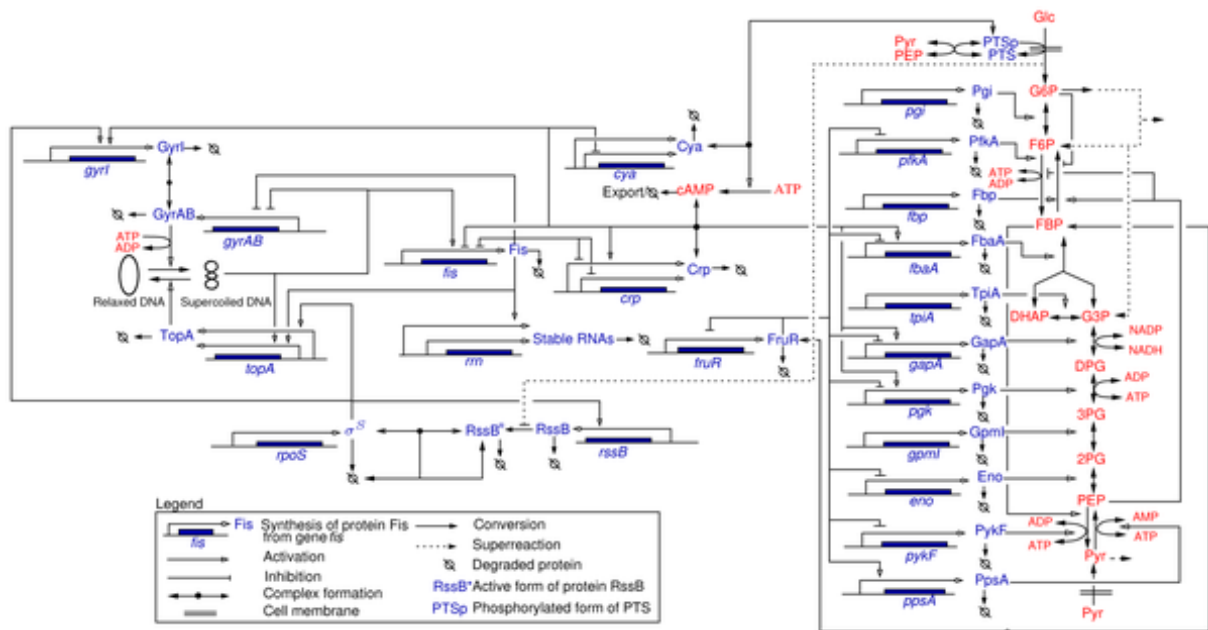 Glc
Pyr
PEP
PTSp
PTS
Pgi
G6P
pgi
GyrI
gyrI
Cya
cya
PfkA
F6P
pfkA
ATP
ADP
Export/
cAMP
ATP
Fbp
fbp
FBP
GyrAB
gyrAB
ATP
ADP
Fis
fis
Crp
crp
FbaA
fbaA
Relaxed DNA
Supercoiled DNA
TpiA
tpiA
DHAP
G3P
TopA
topA
Stable RNAs
rrn
FruR
fruR
GapA
gapA
NADP
NADH
DPG
Pgk
pgk
ADP
ATP
3PG
σS
rpoS
RssB*
RssB
rssB
GpmI
gpmI
2PG
Eno
eno
PEP
PykF
pykF
ADP
ATP
AMP
ATP
Pyr
PpsA
ppsA
Pyr
Legend
Fis
fis
Synthesis of protein Fis
from gene fis
Activation
Inhibition
Complex formation
Cell membrane
Conversion
Superreaction
Degraded protein
RssB* Active form of protein RssB
PTSp Phosphorylated form of PTS